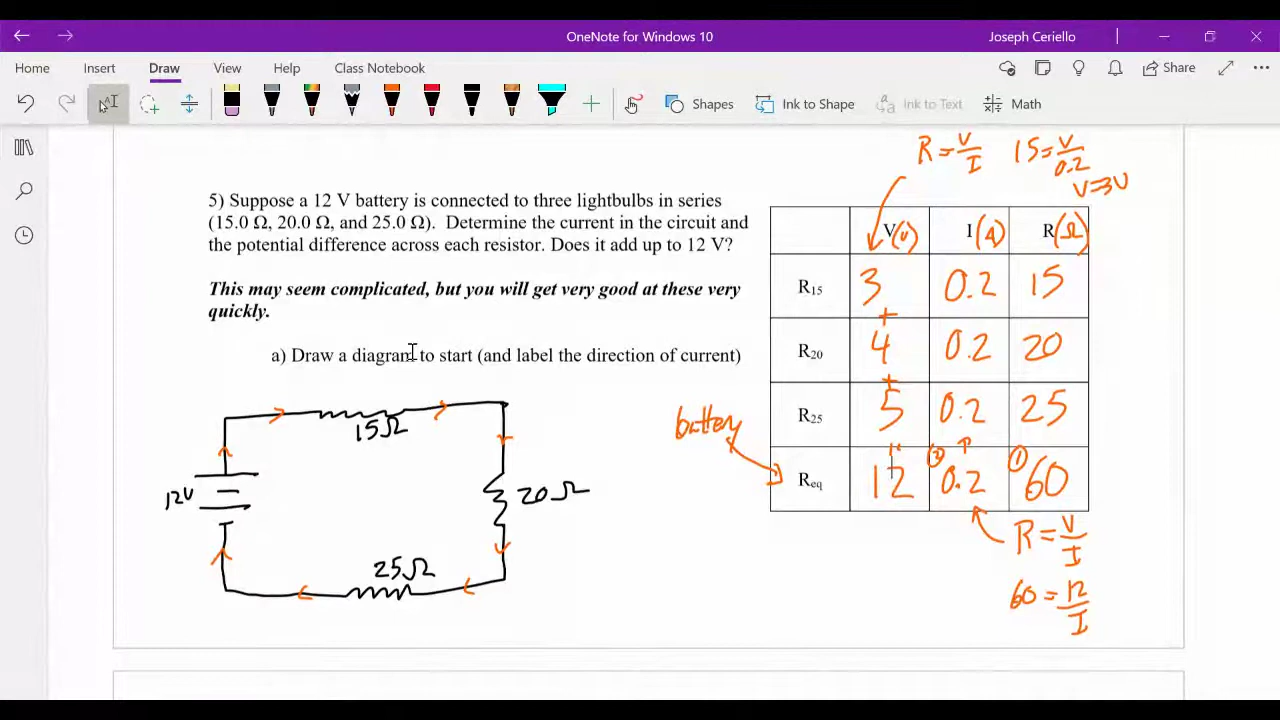 OneNote for Windows 10
Joseph Ceriello
Home Insert Draw View Help Class Notebook
Share
Shapes Ink to Shape Ink to Text Math
5) Suppose a 12 V battery is connected to three lightbulbs in series
(15.0 Ω, 20.0 Ω, and 25.0 Ω). Determine the current in the circuit and
the potential difference across each resistor. Does it add up to 12 V?
This may seem complicated, but you will get very good at these very
quickly.
a) Draw a diagram to start (and label the direction of current)
12V
15Ω
20Ω
25Ω
R=V/I 15=V/0.2
V=3V
V(v) I(A) R(Ω)
R15 3 0.2 15
+
R20 4 0.2 20
+
R25 5 0.2 25
battery
Req 12 ② 0.2 ① 60
R=V/I
60=12/I